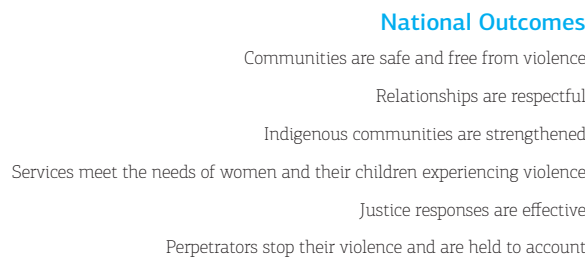 National Outcomes
Communities are safe and free from violence
Relationships are respectful
Indigenous communities are strengthened
Services meet the needs of women and their children experiencing violence
Justice responses are effective
Perpetrators stop their violence and are held to account